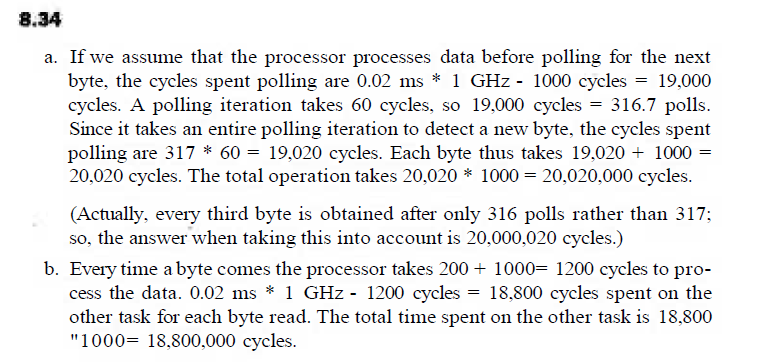 8.34
a. If we assume that the processor processes data before polling for the next
byte, the cycles spent polling are 0.02 ms * 1 GHz - 1000 cycles = 19,000
cycles. A polling iteration takes 60 cycles, so 19,000 cycles = 316.7 polls.
Since it takes an entire polling iteration to detect a new byte, the cycles spent
polling are 317 * 60 = 19,020 cycles. Each byte thus takes 19,020 + 1000 =
20,020 cycles. The total operation takes 20,020 * 1000 = 20,020,000 cycles.
(Actually, every third byte is obtained after only 316 polls rather than 317;
so, the answer when taking this into account is 20,000,020 cycles.)
b. Every time a byte comes the processor takes 200 + 1000= 1200 cycles to pro-
cess the data. 0.02 ms * 1 GHz - 1200 cycles = 18,800 cycles spent on the
other task for each byte read. The total time spent on the other task is 18,800
"1000= 18,800,000 cycles.